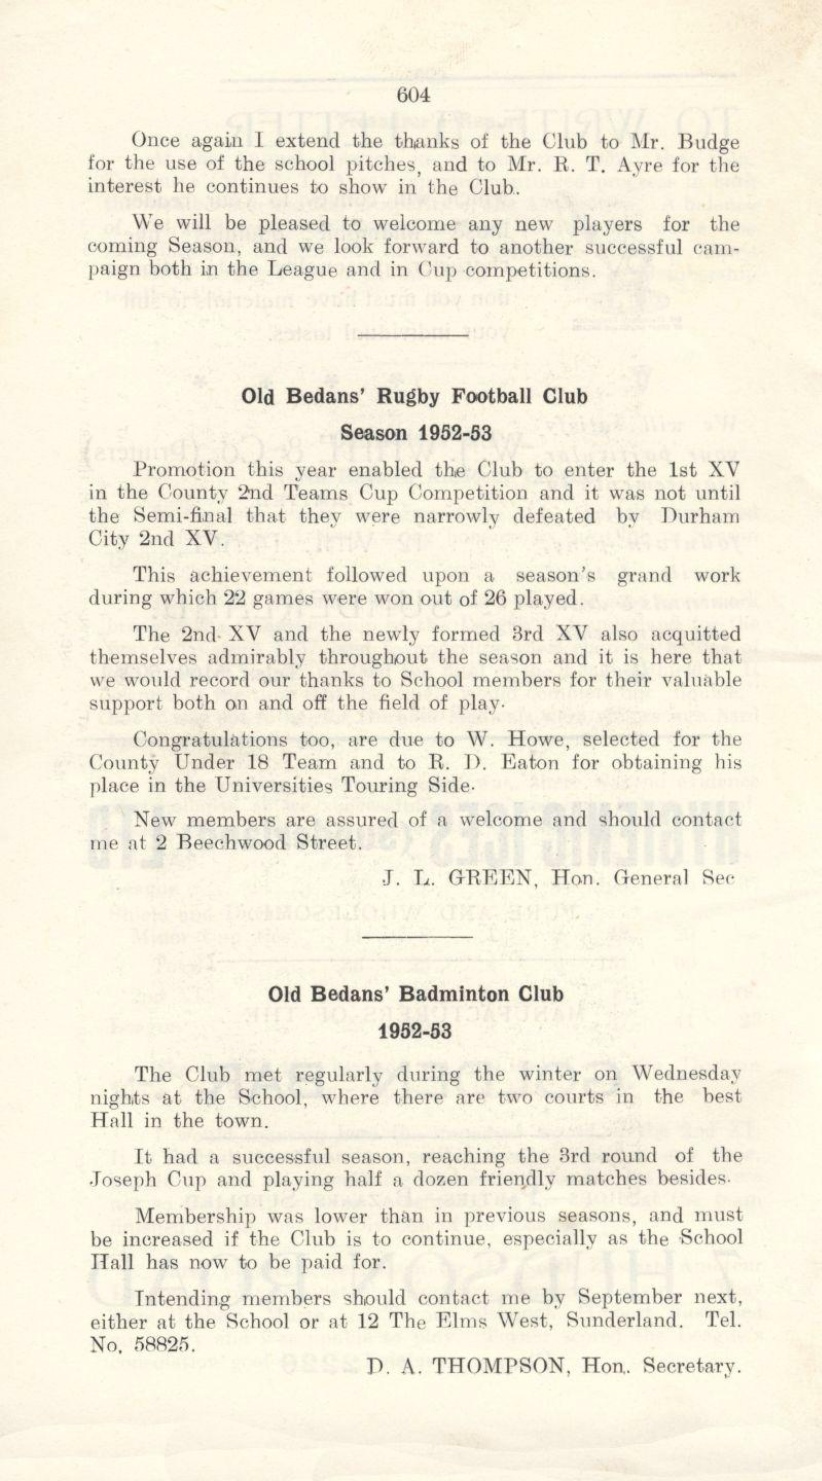 604
Once again I extend the thanks of the Club to Mr. Budge
for the use of the school pitches, and to Mr. R. T. Ayre for the
interest he continues to show in the Club.
We will be pleased to welcome any new players for the
coming Season, and we look forward to another successful cam-
paign both in the League and in Cup competitions.
Old Bedans' Rugby Football Club
Season 1952-53
Promotion this year enabled the Club to enter the 1st XV
in the County 2nd Teams Cup Competition and it was not until
the Semi-final that they were narrowly defeated by Durham
City 2nd XV.
This achievement followed upon a season's grand work
during which 22 games were won out of 26 played.
The 2nd XV and the newly formed 3rd XV also acquitted
themselves admirably throughout the season and it is here that
we would record our thanks to School members for their valuable
support both on and off the field of play.
Congratulations too, are due to W. Howe, selected for the
County Under 18 Team and to R. D. Eaton for obtaining his
place in the Universities Touring Side.
New members are assured of a welcome and should contact
me at 2 Beechwood Street.
J. L. GREEN, Hon. General Sec
Old Bedans' Badminton Club
1952-53
The Club met regularly during the winter on Wednesday
nights at the School, where there are two courts in the best
Hall in the town.
It had a successful season, reaching the 3rd round of the
Joseph Cup and playing half a dozen friendly matches besides.
Membership was lower than in previous seasons, and must
be increased if the Club is to continue, especially as the School
Hall has now to be paid for.
Intending members should contact me by September next,
either at the School or at 12 The Elms West, Sunderland. Tel.
No. 58825.
D. A. THOMPSON, Hon. Secretary.